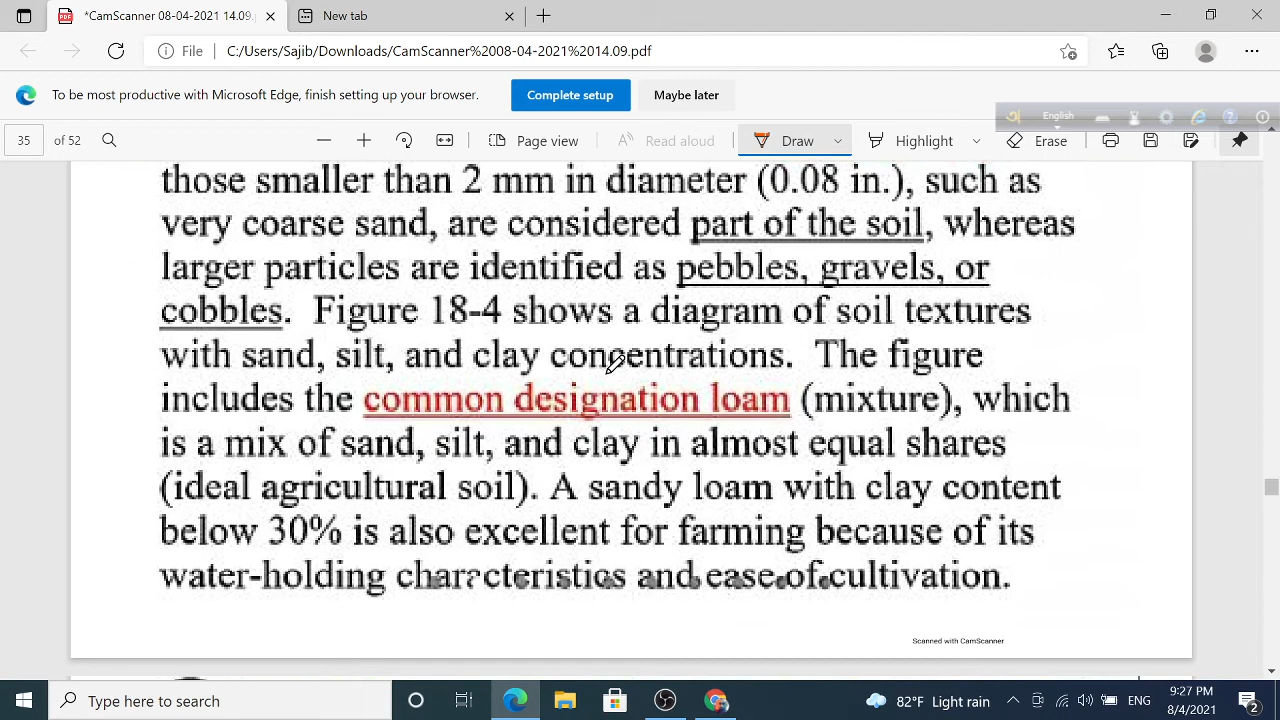 *CamScanner 08-04-2021 14.09.
New tab
File C:/Users/Sajib/Downloads/CamScanner%2008-04-2021%2014.09.pdf
To be most productive with Microsoft Edge, finish setting up your browser. Complete setup Maybe later
English
35 of 52 Page view Read aloud Draw Highlight Erase
those smaller than 2 mm in diameter (0.08 in.), such as
very coarse sand, are considered part of the soil, whereas
larger particles are identified as pebbles, gravels, or
cobbles. Figure 18-4 shows a diagram of soil textures
with sand, silt, and clay concentrations. The figure
includes the common designation loam (mixture), which
is a mix of sand, silt, and clay in almost equal shares
(ideal agricultural soil). A sandy loam with clay content
below 30% is also excellent for farming because of its
water-holding characteristics and ease of cultivation.
Scanned with CamScanner
Type here to search
82°F Light rain
ENG
9:27 PM
8/4/2021
2